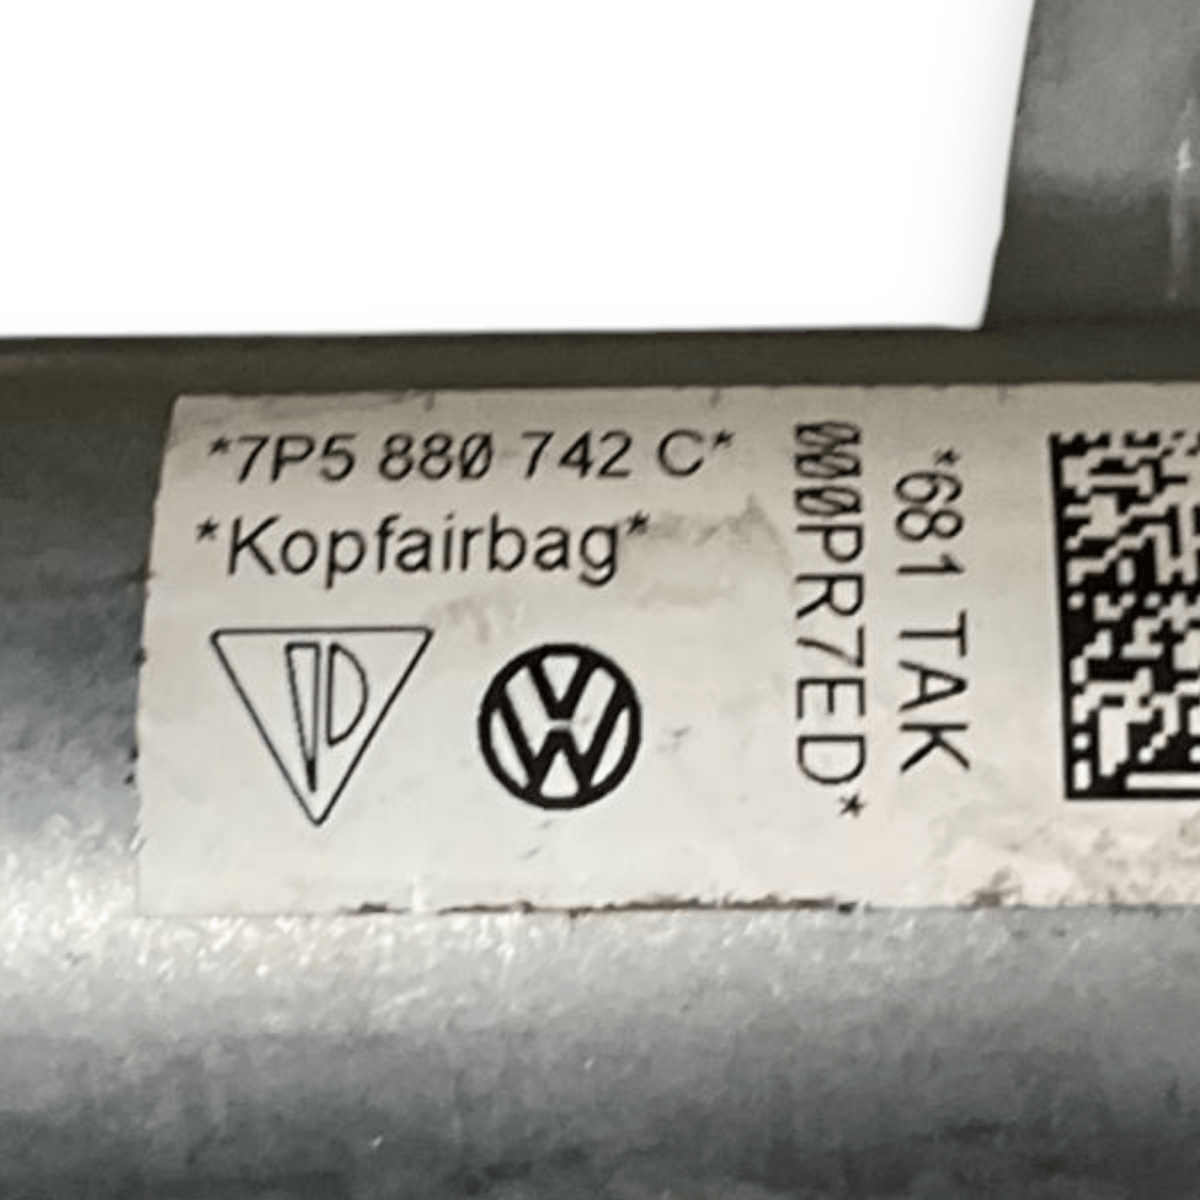 *7P5 880 742 C*
*Kopfairbag*
*681 TAK
000PR7ED*